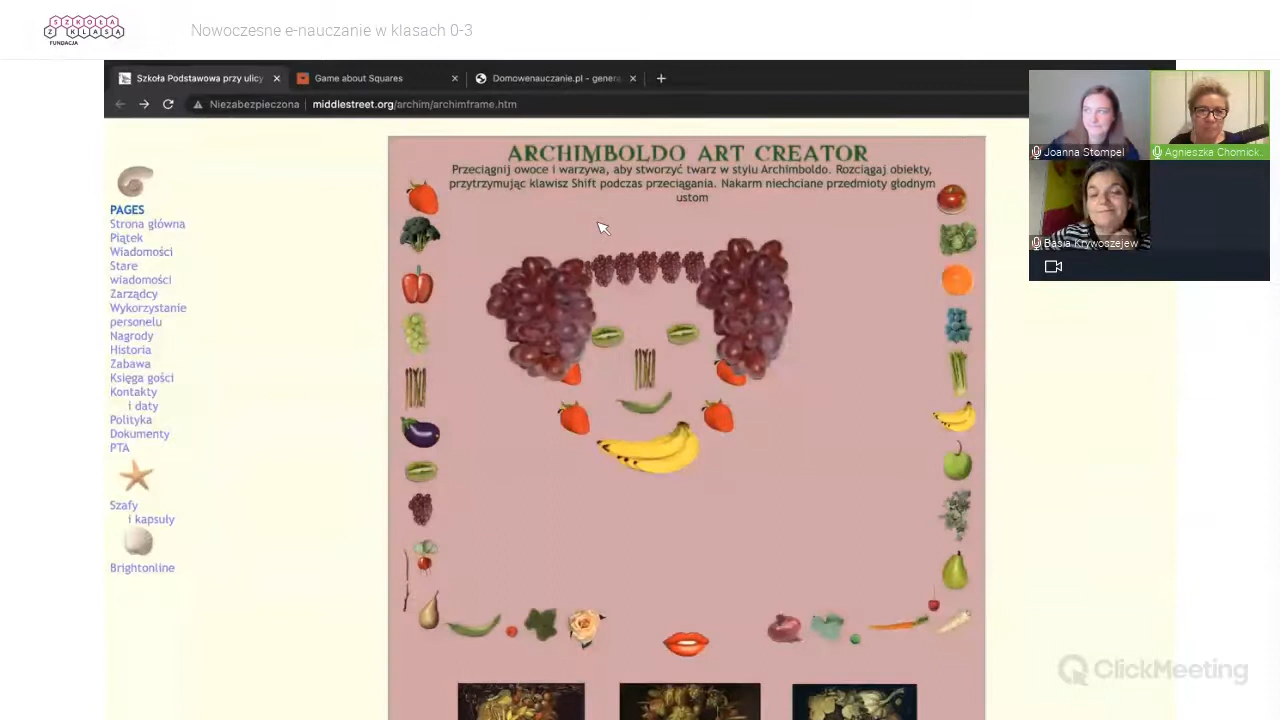 SZKOŁA
Z KLASĄ
FUNDACJA
Nowoczesne e-nauczanie w klasach 0-3
Szkoła Podstawowa przy ulicy
Game about Squares
Domowenauczanie.pl - genera
Niezabezpieczona
middlestreet.org/archim/archimframe.htm
ARCHIMBOLDO ART CREATOR
Przeciągnij owoce i warzywa, aby stworzyć twarz w stylu Archimboldo. Rozciągaj obiekty,
przytrzymując klawisz Shift podczas przeciągania. Nakarm niechciane przedmioty głodnym
ustom
PAGES
Strona główna
Piątek
Wiadomości
Stare
wiadomości
Zarządcy
Wykorzystanie
personelu
Nagrody
Historia
Zabawa
Księga gości
Kontakty
i daty
Polityka
Dokumenty
PTA
Szafy
i kapsuły
Brightonline
Joanna Stompel
Agnieszka Chomick...
Basia Krywoszejew
ClickMeeting